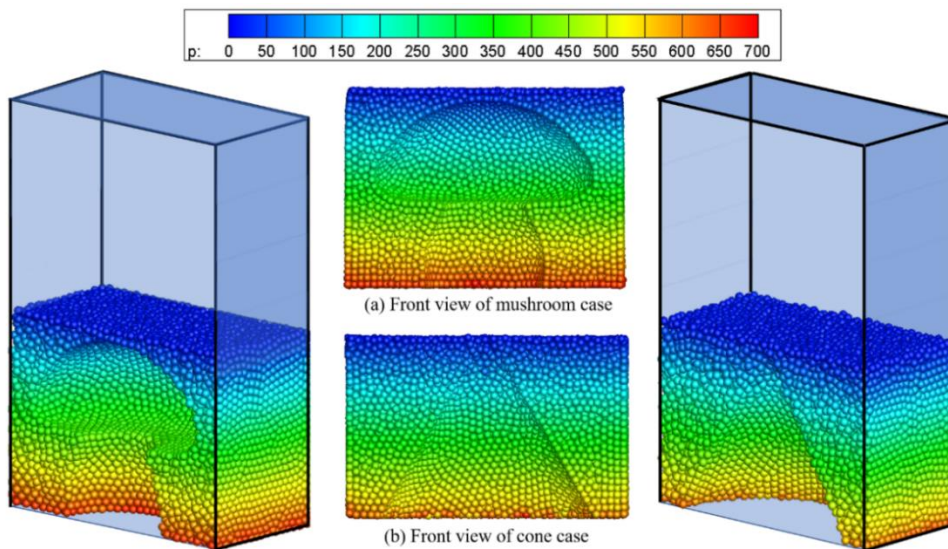 p: 0 50 100 150 200 250 300 350 400 450 500 550 600 650 700
(a) Front view of mushroom case
(b) Front view of cone case